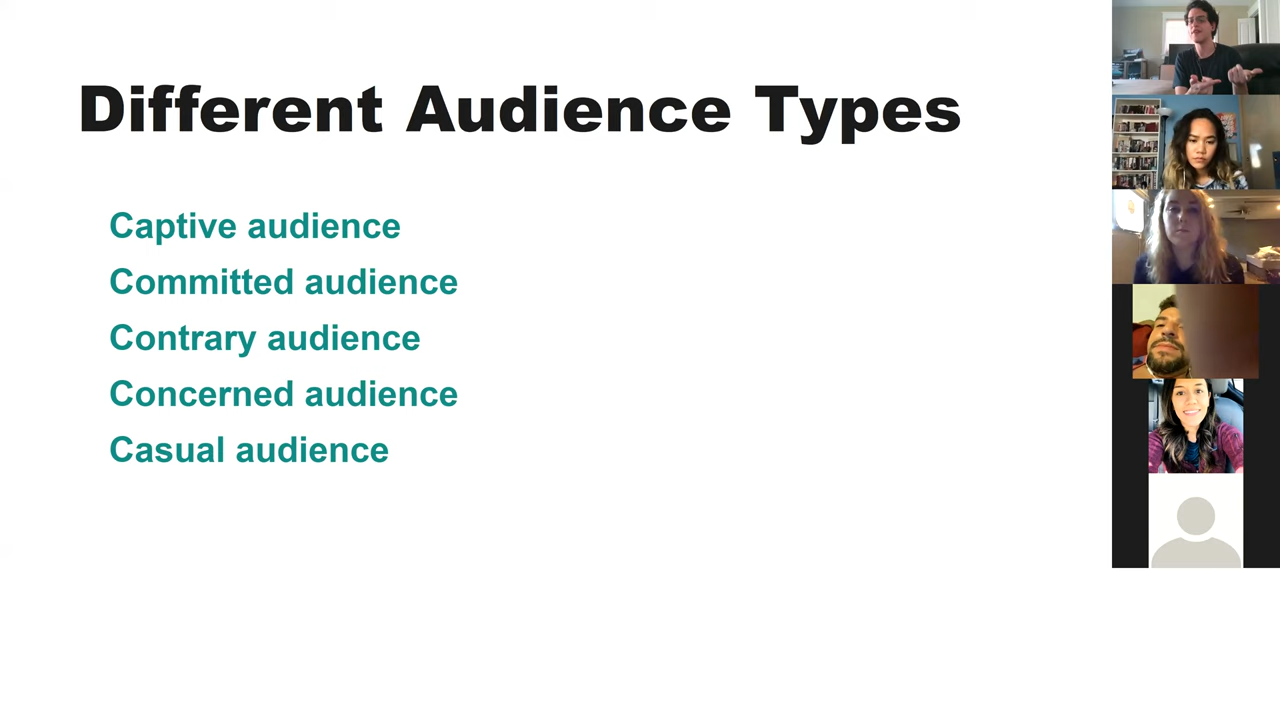 Different Audience Types
Captive audience
Committed audience
Contrary audience
Concerned audience
Casual audience